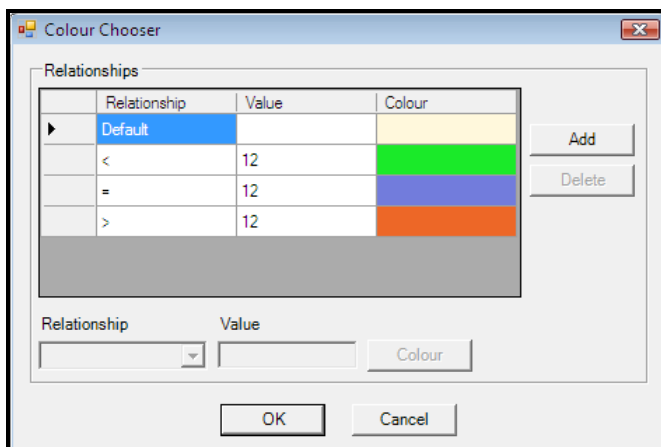 Colour Chooser
Relationships
Relationship Value Colour
Default
< 12
= 12
> 12
Add
Delete
Relationship Value
Colour
OK Cancel